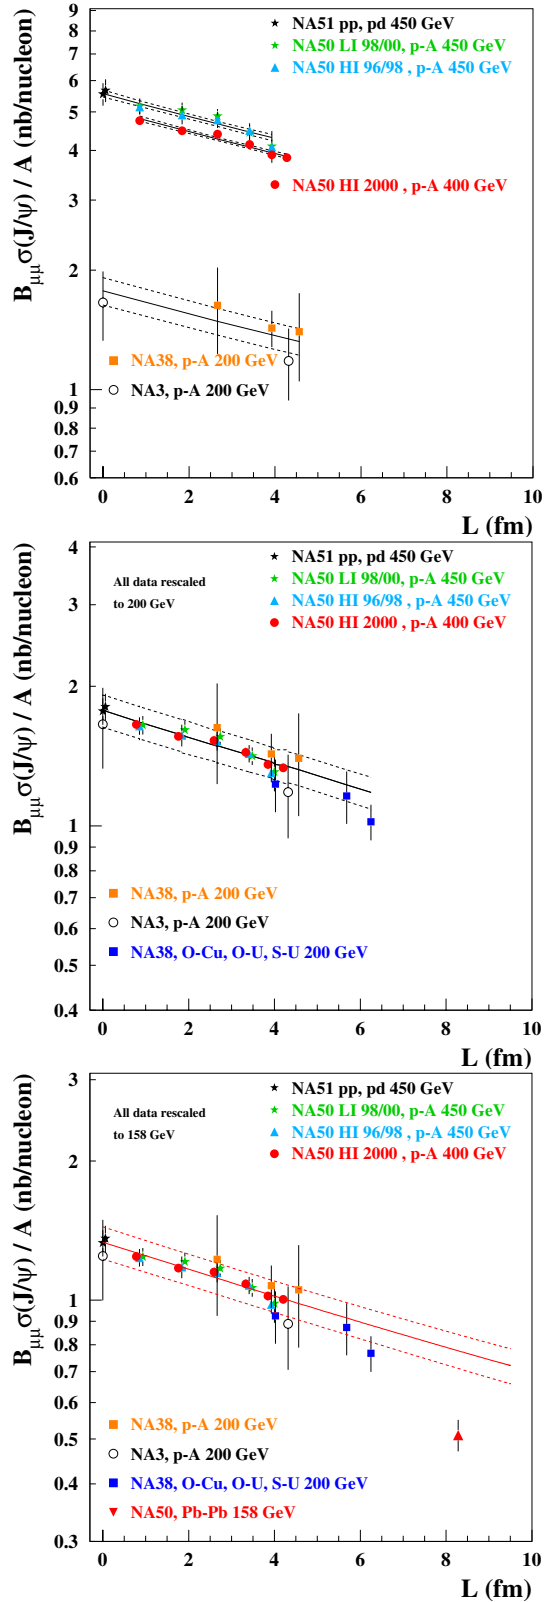 B_μμ σ(J/ψ) / A (nb/nucleon)
9
8
7
6
5
4
3
2
1
0.9
0.8
0.7
0.6
NA51 pp, pd 450 GeV
NA50 LI 98/00, p-A 450 GeV
NA50 HI 96/98 , p-A 450 GeV
NA50 HI 2000 , p-A 400 GeV
NA38, p-A 200 GeV
NA3, p-A 200 GeV
0 2 4 6 8 10
L (fm)
B_μμ σ(J/ψ) / A (nb/nucleon)
4
3
2
1
0.9
0.8
0.7
0.6
0.5
0.4
All data rescaled
to 200 GeV
NA51 pp, pd 450 GeV
NA50 LI 98/00, p-A 450 GeV
NA50 HI 96/98 , p-A 450 GeV
NA50 HI 2000 , p-A 400 GeV
NA38, p-A 200 GeV
NA3, p-A 200 GeV
NA38, O-Cu, O-U, S-U 200 GeV
0 2 4 6 8 10
L (fm)
B_μμ σ(J/ψ) / A (nb/nucleon)
3
2
1
0.9
0.8
0.7
0.6
0.5
0.4
0.3
All data rescaled
to 158 GeV
NA51 pp, pd 450 GeV
NA50 LI 98/00, p-A 450 GeV
NA50 HI 96/98 , p-A 450 GeV
NA50 HI 2000 , p-A 400 GeV
NA38, p-A 200 GeV
NA3, p-A 200 GeV
NA38, O-Cu, O-U, S-U 200 GeV
NA50, Pb-Pb 158 GeV
0 2 4 6 8 10
L (fm)